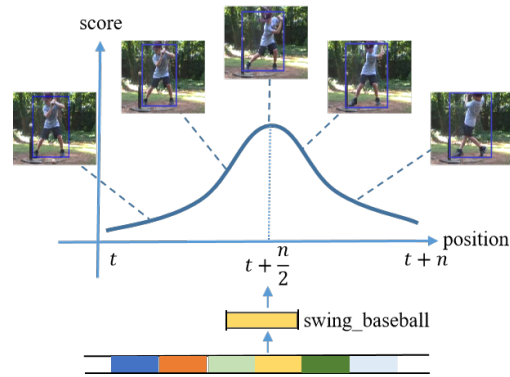 score
position
t
t + n/2
t + n
swing_baseball